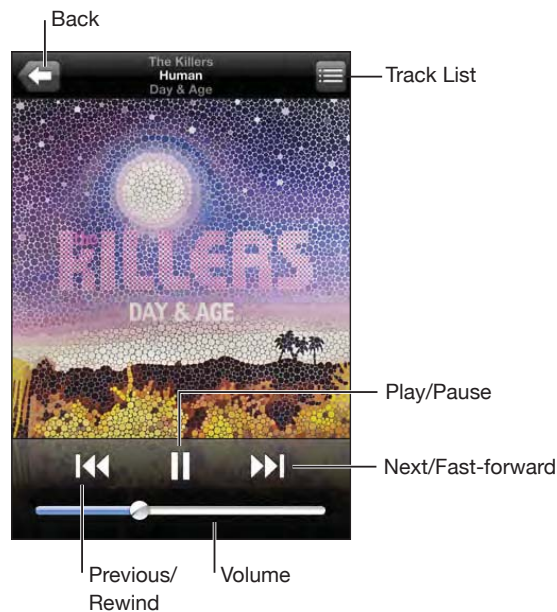 Back
The Killers
Human
Day & Age
Track List
THE
KILLERS
DAY & AGE
Play/Pause
Next/Fast-forward
Previous/
Rewind
Volume